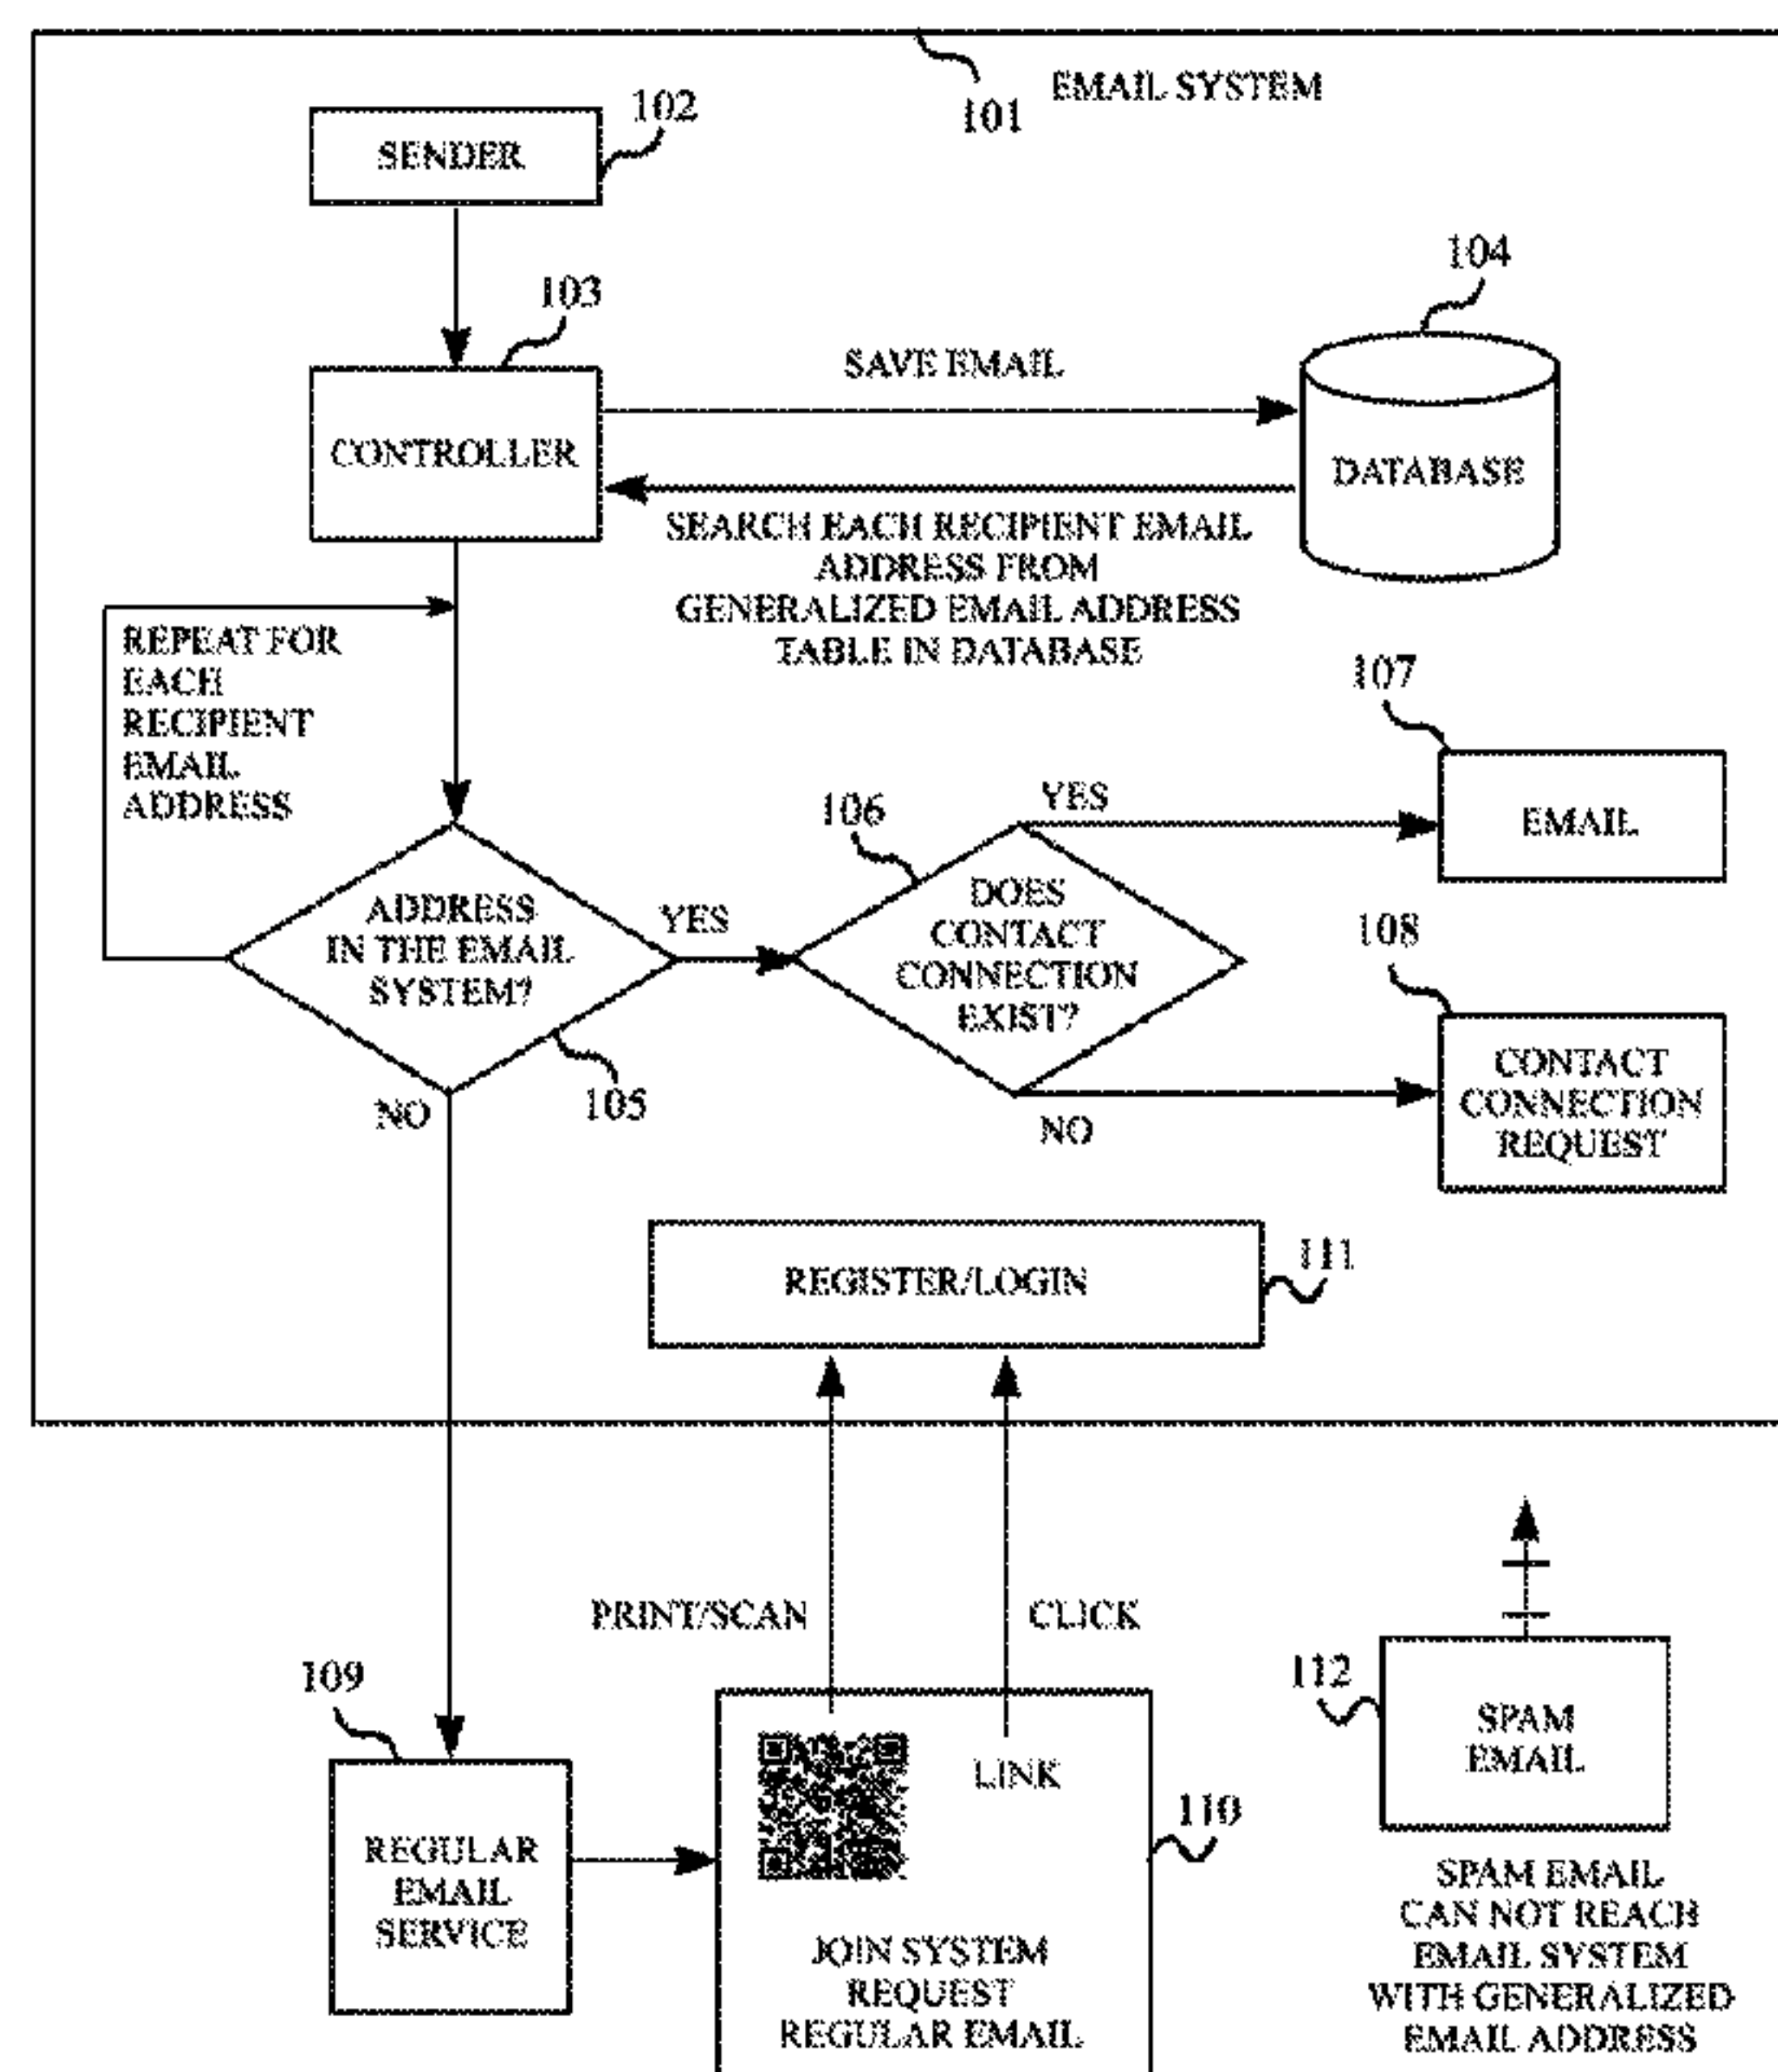 EMAIL SYSTEM
101
102
SENDER
103
104
SAVE EMAIL
CONTROLLER
DATABASE
SEARCH EACH RECIPIENT EMAIL
ADDRESS FROM
GENERALIZED EMAIL ADDRESS
TABLE IN DATABASE
REPEAT FOR
EACH
RECIPIENT
EMAIL
ADDRESS
107
106
YES
EMAIL
ADDRESS
IN THE EMAIL
SYSTEM?
YES
DOES
CONTACT
CONNECTION
EXIST?
108
105
NO
NO
CONTACT
CONNECTION
REQUEST
REGISTER/LOGIN
111
PRINT/SCAN
CLICK
109
112
SPAM
EMAIL
LINK
110
REGULAR
EMAIL
SERVICE
JOIN SYSTEM
REQUEST
REGULAR EMAIL
SPAM EMAIL
CAN NOT REACH
EMAIL SYSTEM
WITH GENERALIZED
EMAIL ADDRESS